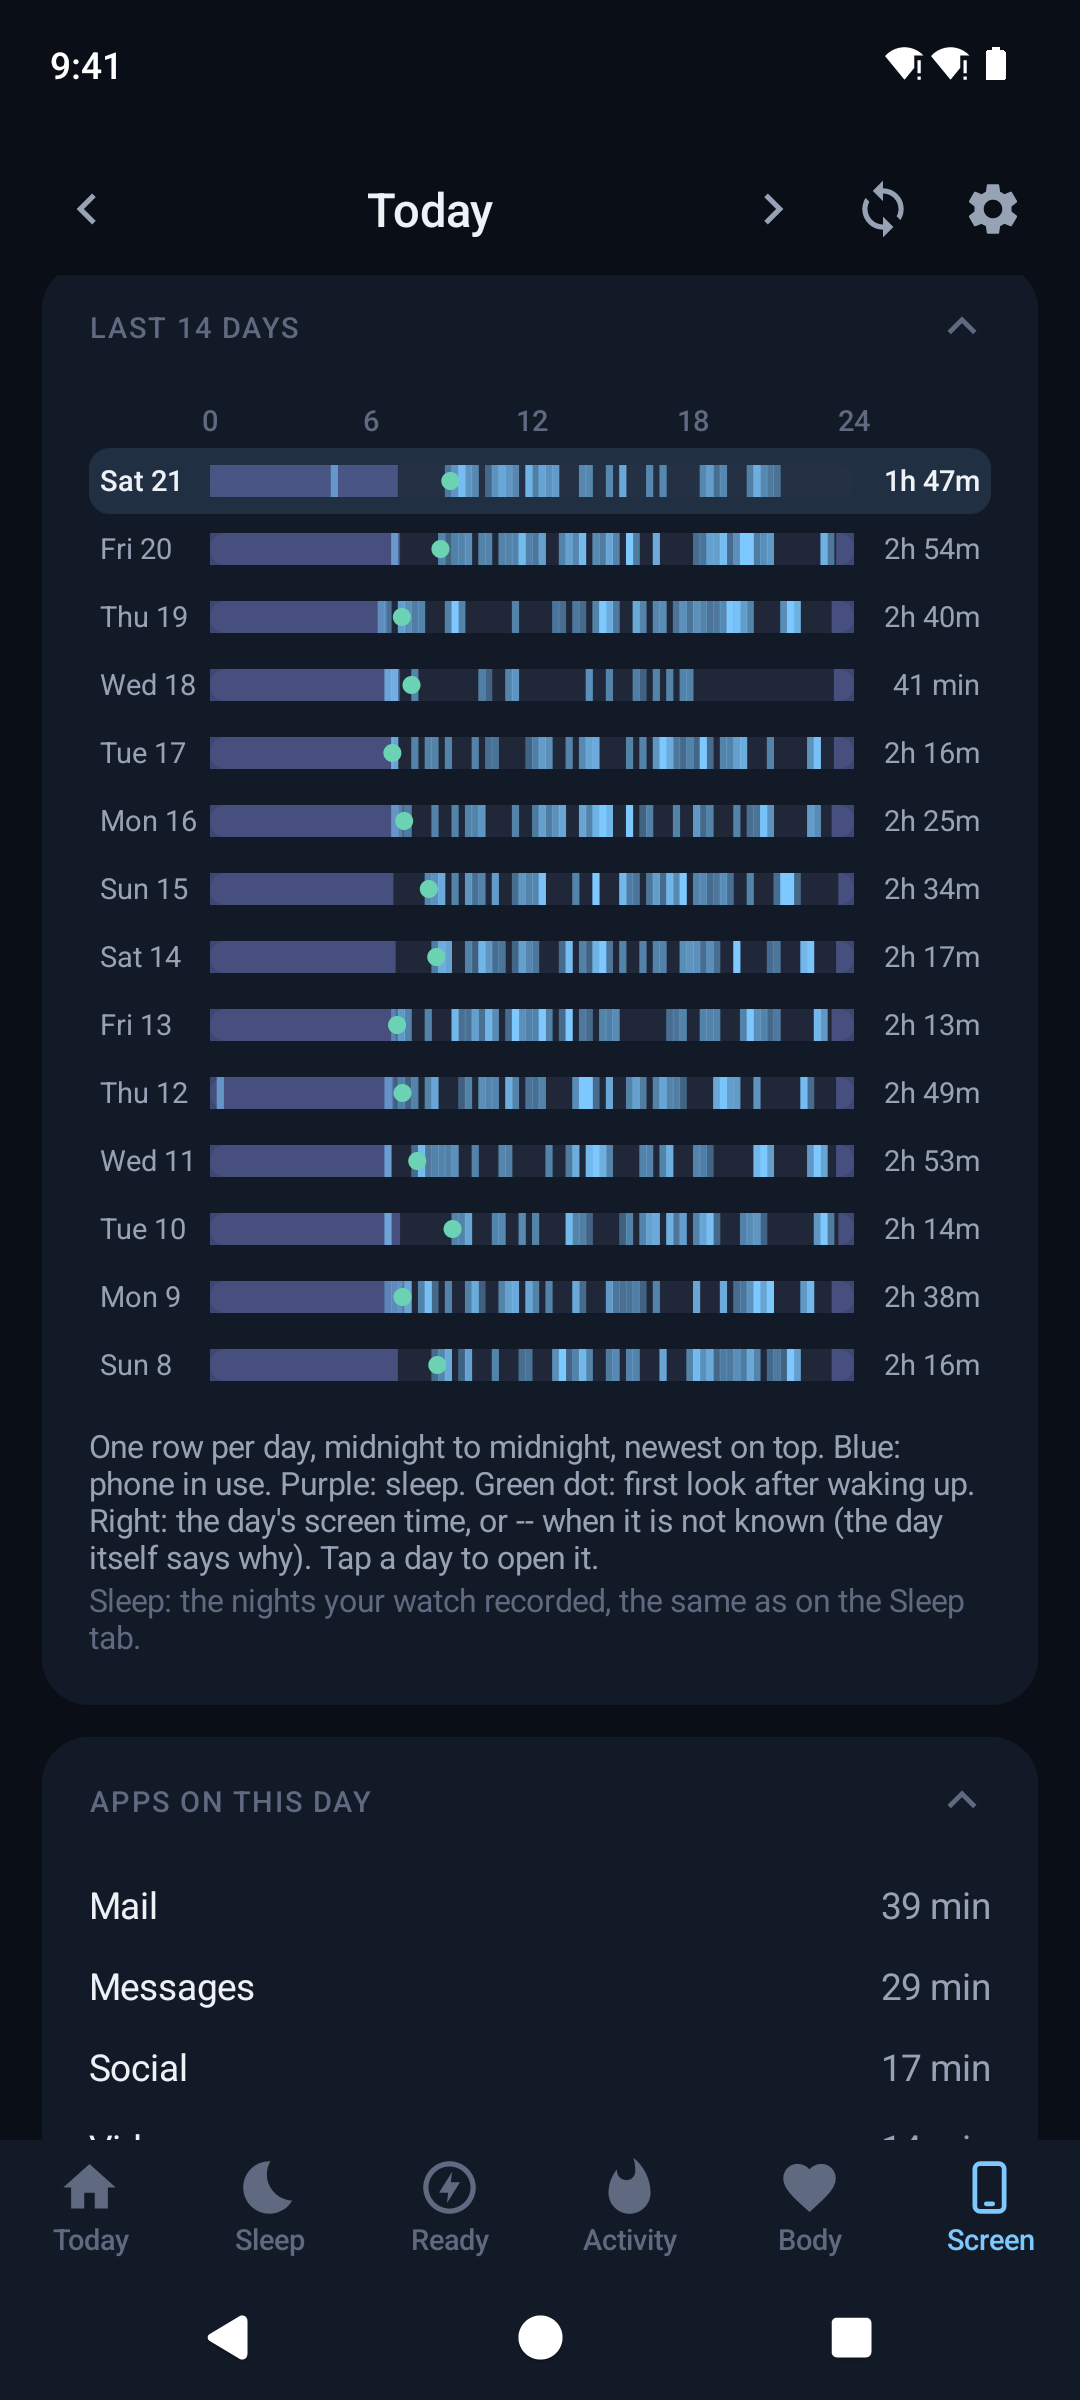 9:41
Today
LAST 14 DAYS
0 6 12 18 24
Sat 21 1h 47m
Fri 20 2h 54m
Thu 19 2h 40m
Wed 18 41 min
Tue 17 2h 16m
Mon 16 2h 25m
Sun 15 2h 34m
Sat 14 2h 17m
Fri 13 2h 13m
Thu 12 2h 49m
Wed 11 2h 53m
Tue 10 2h 14m
Mon 9 2h 38m
Sun 8 2h 16m
One row per day, midnight to midnight, newest on top. Blue:
phone in use. Purple: sleep. Green dot: first look after waking up.
Right: the day's screen time, or -- when it is not known (the day
itself says why). Tap a day to open it.
Sleep: the nights your watch recorded, the same as on the Sleep
tab.
APPS ON THIS DAY
Mail 39 min
Messages 29 min
Social 17 min
Today Sleep Ready Activity Body Screen